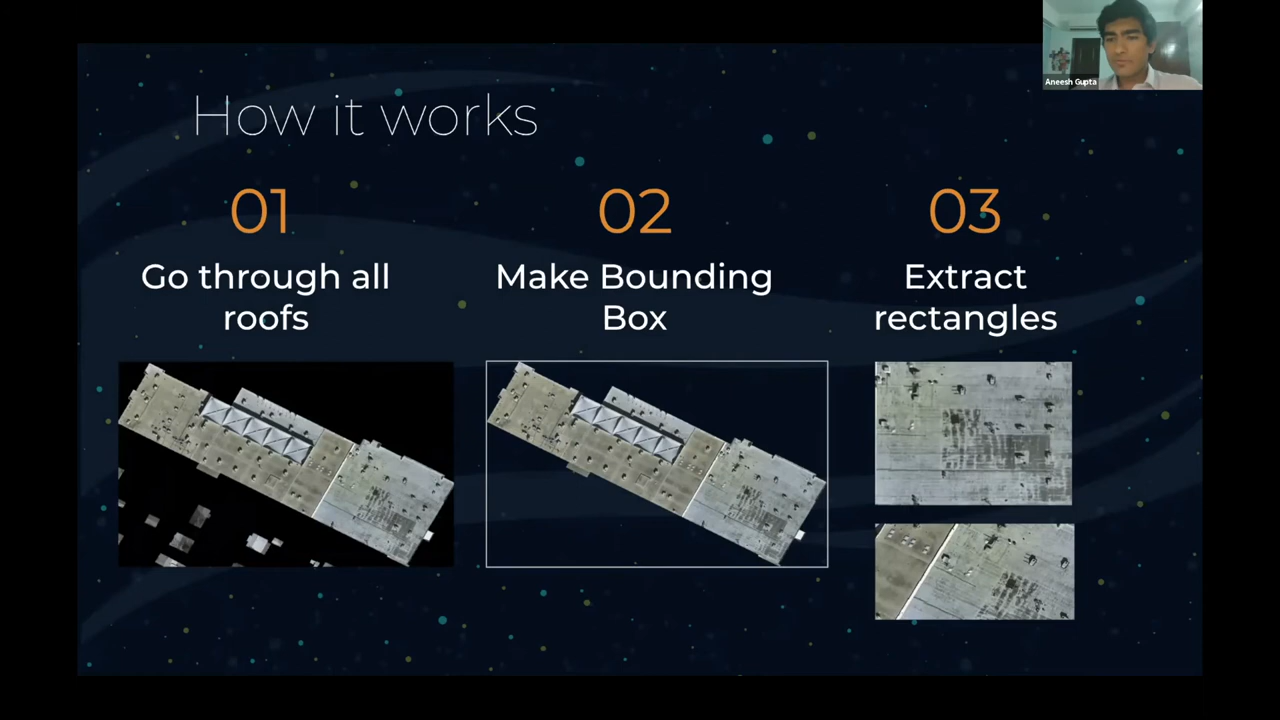 Aneesh Gupta
How it works
01
Go through all
roofs
02
Make Bounding
Box
03
Extract
rectangles